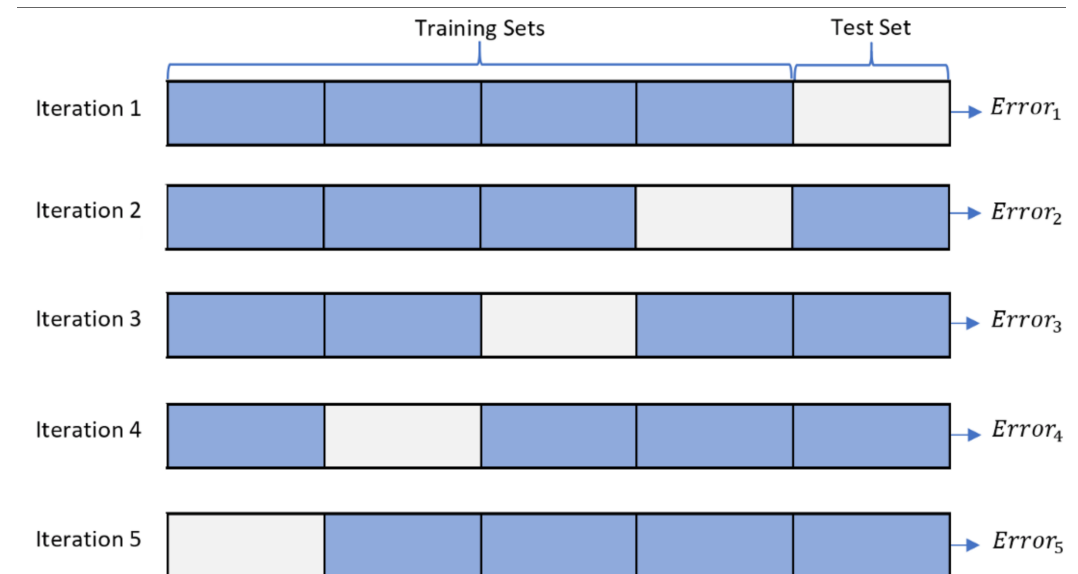 Training Sets
Test Set
Iteration 1
Error₁
Iteration 2
Error₂
Iteration 3
Error₃
Iteration 4
Error₄
Iteration 5
Error₅